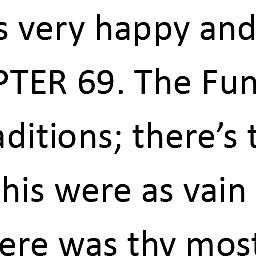 s very happy and
PTER 69. The Fun
aditions; there’s t
his were as vain
ere was thy most